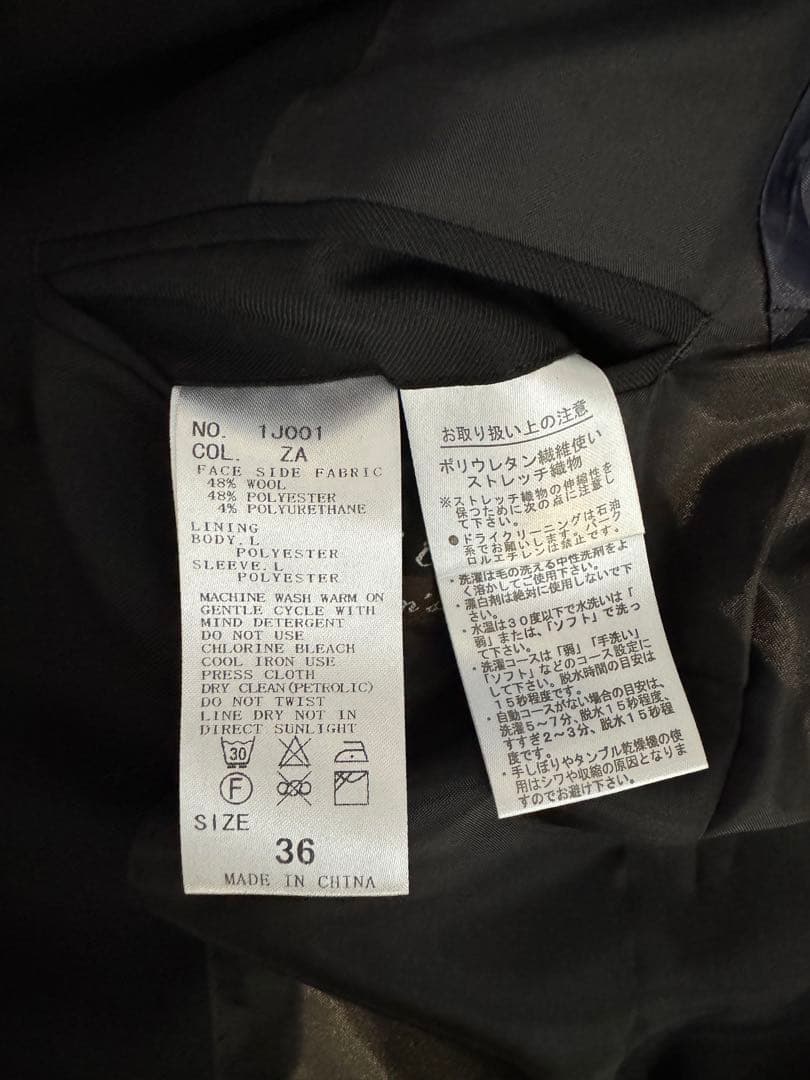 NO. 1J001
COL. ZA
FACE SIDE FABRIC
48% WOOL
48% POLYESTER
4% POLYURETHANE
LINING
BODY. L
POLYESTER
SLEEVE. L
POLYESTER
MACHINE WASH WARM ON
GENTLE CYCLE WITH
MIND DETERGENT
DO NOT USE
CHLORINE BLEACH
COOL IRON USE
PRESS CLOTH
DRY CLEAN(PETROLIC)
DO NOT TWIST
LINE DRY NOT IN
DIRECT SUNLIGHT
30
F
SIZE
36
MADE IN CHINA
お取り扱い上の注意
ポリウレタン繊維使い
ストレッチ織物
※ストレッチ織物の伸縮性を
保つために次の点に注意し
て下さい。
●ドライクリーニングは石油
系でお願いします。パーク
ロルエチレンは禁止です。
・洗濯は毛の洗える中性洗剤をよ
く溶かしてご使用下さい。
・漂白剤は絶対に使用しないで下
さい。
・水温は30度以下で水洗いは「
弱」または、「ソフト」で洗っ
て下さい。
・洗濯コースは「弱」「手洗い」
「ソフト」などのコース設定に
して下さい。脱水時間の目安は
15秒程度です。
・自動コースがない場合の目安は、
洗濯5~7分、脱水15秒程度、
すすぎ2~3分、脱水15秒程
度です。
・手しぼりやタンブル乾燥機の使
用はシワや収縮の原因となりま
すのでお避け下さい。